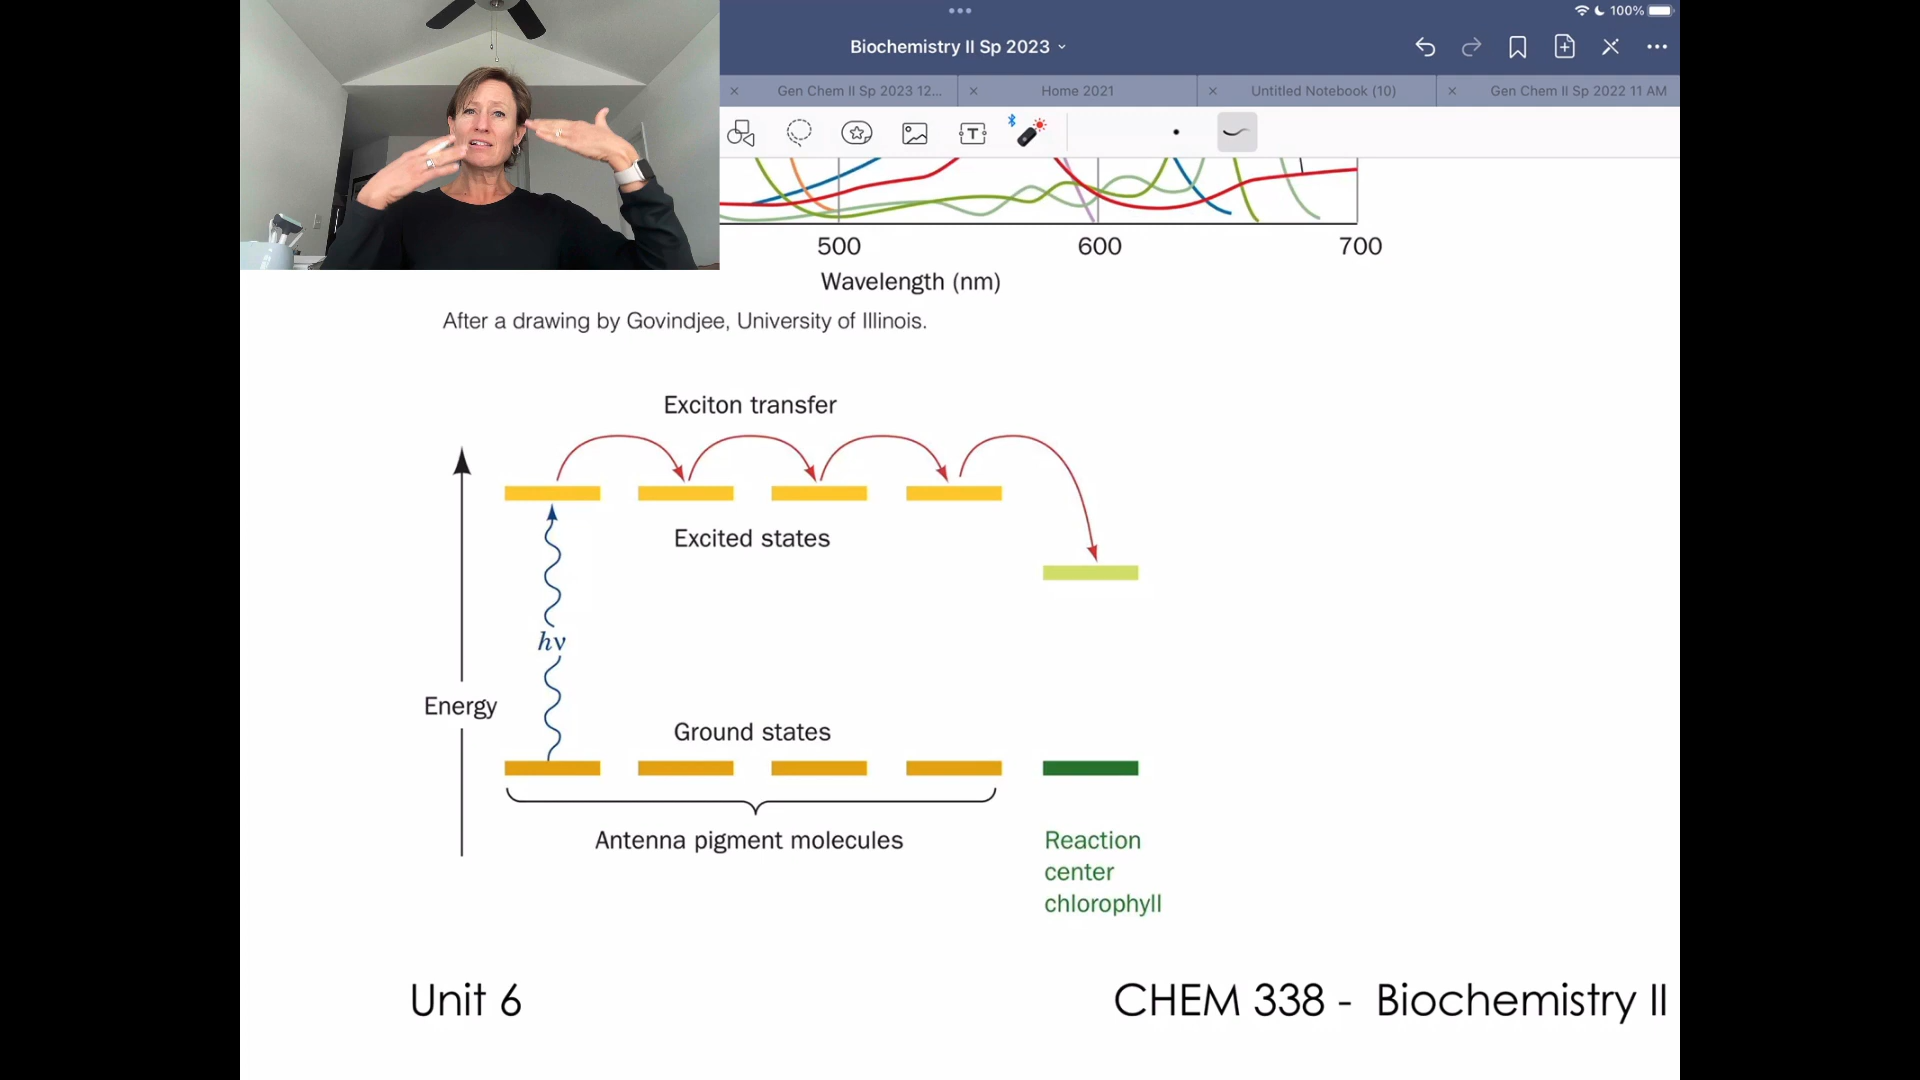 100%
Biochemistry II Sp 2023
Gen Chem II Sp 2023 12...
Home 2021
Untitled Notebook (10)
Gen Chem II Sp 2022 11 AM
T
500 600 700
Wavelength (nm)
After a drawing by Govindjee, University of Illinois.
Exciton transfer
Excited states
hν
Energy
Ground states
Antenna pigment molecules
Reaction
center
chlorophyll
Unit 6
CHEM 338 - Biochemistry II